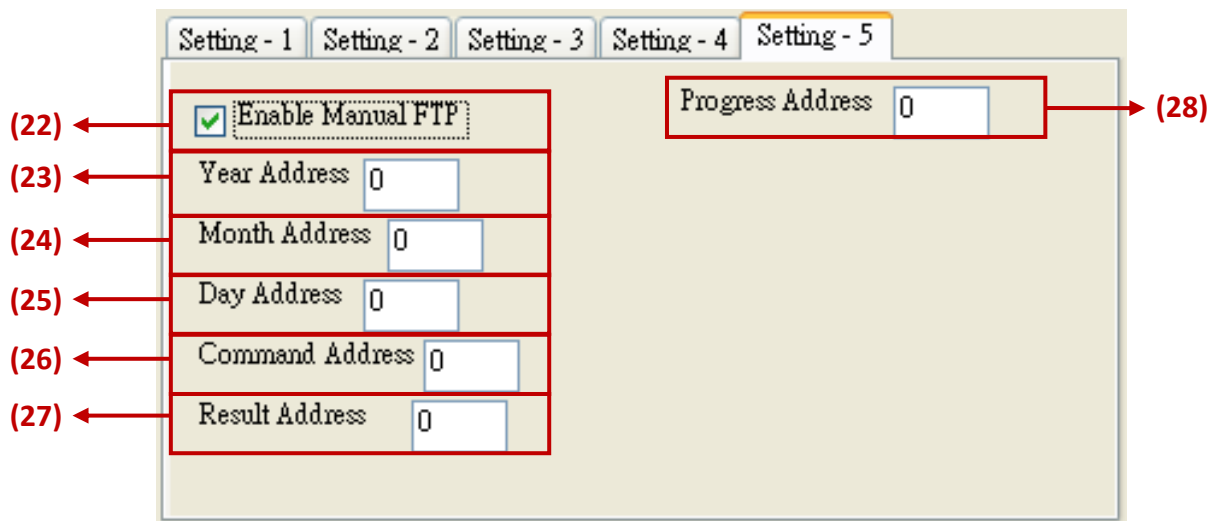 Setting - 1 Setting - 2 Setting - 3 Setting - 4 Setting - 5
(22) Enable Manual FTP Progress Address 0 (28)
(23) Year Address 0
(24) Month Address 0
(25) Day Address 0
(26) Command Address 0
(27) Result Address 0